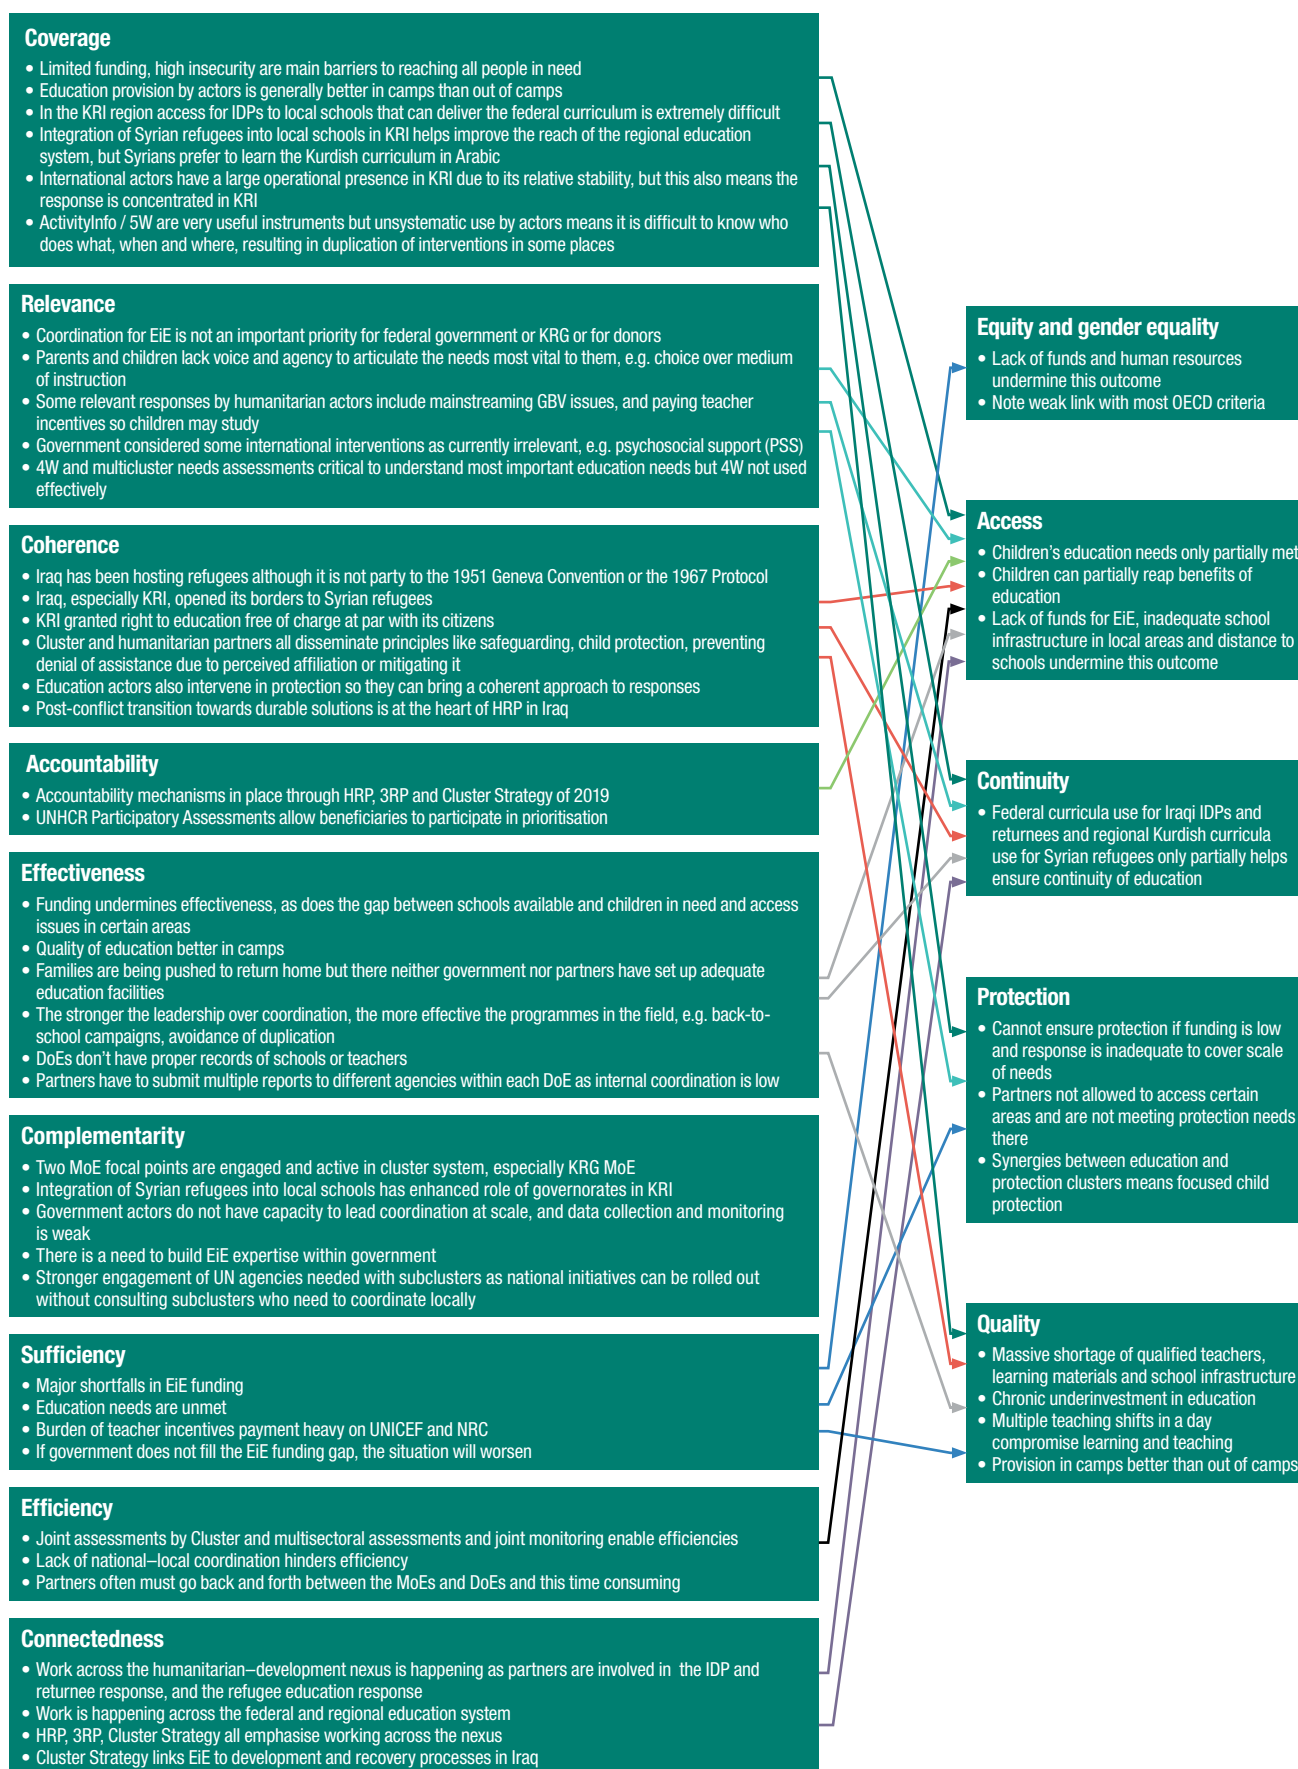 Coverage
• Limited funding, high insecurity are main barriers to reaching all people in need
• Education provision by actors is generally better in camps than out of camps
• In the KRI region access for IDPs to local schools that can deliver the federal curriculum is extremely difficult
• Integration of Syrian refugees into local schools in KRI helps improve the reach of the regional education
system, but Syrians prefer to learn the Kurdish curriculum in Arabic
• International actors have a large operational presence in KRI due to its relative stability, but this also means the
response is concentrated in KRI
• ActivityInfo / 5W are very useful instruments but unsystematic use by actors means it is difficult to know who
does what, when and where, resulting in duplication of interventions in some places
Relevance
• Coordination for EiE is not an important priority for federal government or KRG or for donors
• Parents and children lack voice and agency to articulate the needs most vital to them, e.g. choice over medium
of instruction
• Some relevant responses by humanitarian actors include mainstreaming GBV issues, and paying teacher
incentives so children may study
• Government considered some international interventions as currently irrelevant, e.g. psychosocial support (PSS)
• 4W and multicluster needs assessments critical to understand most important education needs but 4W not used
effectively
Coherence
• Iraq has been hosting refugees although it is not party to the 1951 Geneva Convention or the 1967 Protocol
• Iraq, especially KRI, opened its borders to Syrian refugees
• KRI granted right to education free of charge at par with its citizens
• Cluster and humanitarian partners all disseminate principles like safeguarding, child protection, preventing
denial of assistance due to perceived affiliation or mitigating it
• Education actors also intervene in protection so they can bring a coherent approach to responses
• Post-conflict transition towards durable solutions is at the heart of HRP in Iraq
Accountability
• Accountability mechanisms in place through HRP, 3RP and Cluster Strategy of 2019
• UNHCR Participatory Assessments allow beneficiaries to participate in prioritisation
Effectiveness
• Funding undermines effectiveness, as does the gap between schools available and children in need and access
issues in certain areas
• Quality of education better in camps
• Families are being pushed to return home but there neither government nor partners have set up adequate
education facilities
• The stronger the leadership over coordination, the more effective the programmes in the field, e.g. back-to-
school campaigns, avoidance of duplication
• DoEs don't have proper records of schools or teachers
• Partners have to submit multiple reports to different agencies within each DoE as internal coordination is low
Complementarity
• Two MoE focal points are engaged and active in cluster system, especially KRG MoE
• Integration of Syrian refugees into local schools has enhanced role of governorates in KRI
• Government actors do not have capacity to lead coordination at scale, and data collection and monitoring
is weak
• There is a need to build EiE expertise within government
• Stronger engagement of UN agencies needed with subclusters as national initiatives can be rolled out
without consulting subclusters who need to coordinate locally
Sufficiency
• Major shortfalls in EiE funding
• Education needs are unmet
• Burden of teacher incentives payment heavy on UNICEF and NRC
• If government does not fill the EiE funding gap, the situation will worsen
Efficiency
• Joint assessments by Cluster and multisectoral assessments and joint monitoring enable efficiencies
• Lack of national–local coordination hinders efficiency
• Partners often must go back and forth between the MoEs and DoEs and this time consuming
Connectedness
• Work across the humanitarian–development nexus is happening as partners are involved in the IDP and
returnee response, and the refugee education response
• Work is happening across the federal and regional education system
• HRP, 3RP, Cluster Strategy all emphasise working across the nexus
• Cluster Strategy links EiE to development and recovery processes in Iraq
Equity and gender equality
• Lack of funds and human resources
undermine this outcome
• Note weak link with most OECD criteria
Access
• Children's education needs only partially met
• Children can partially reap benefits of
education
• Lack of funds for EiE, inadequate school
infrastructure in local areas and distance to
schools undermine this outcome
Continuity
• Federal curricula use for Iraqi IDPs and
returnees and regional Kurdish curricula
use for Syrian refugees only partially helps
ensure continuity of education
Protection
• Cannot ensure protection if funding is low
and response is inadequate to cover scale
of needs
• Partners not allowed to access certain
areas and are not meeting protection needs
there
• Synergies between education and
protection clusters means focused child
protection
Quality
• Massive shortage of qualified teachers,
learning materials and school infrastructure
• Chronic underinvestment in education
• Multiple teaching shifts in a day
compromise learning and teaching
• Provision in camps better than out of camps